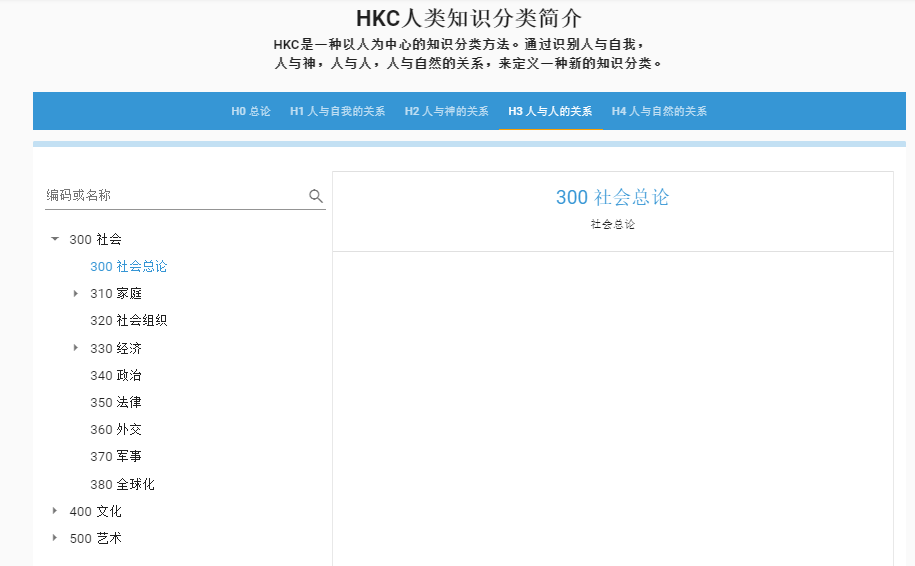 HKC人类知识分类简介
HKC是一种以人为中心的知识分类方法。通过识别人与自我，
人与神，人与人，人与自然的关系，来定义一种新的知识分类。
H0 总论 H1 人与自我的关系 H2 人与神的关系 H3 人与人的关系 H4 人与自然的关系
编码或名称
300 社会
300 社会总论
310 家庭
320 社会组织
330 经济
340 政治
350 法律
360 外交
370 军事
380 全球化
400 文化
500 艺术
300 社会总论
社会总论